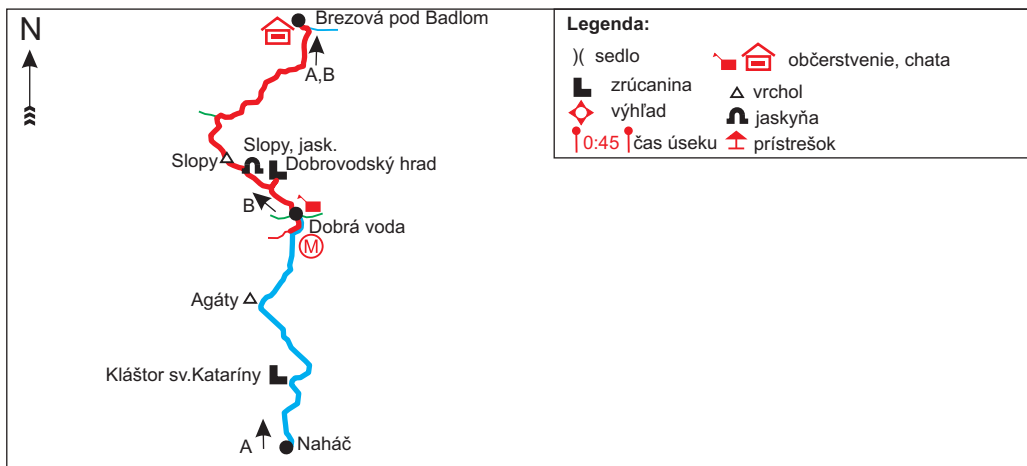 N
Brezová pod Badlom
A,B
Slopy, jask.
Slopy
Dobrovodský hrad
B
Dobrá voda
M
Agáty
Kláštor sv.Kataríny
A
Naháč
Legenda:
)( sedlo
občerstvenie, chata
zrúcanina
vrchol
výhľad
jaskyňa
0:45 čas úseku
prístrešok